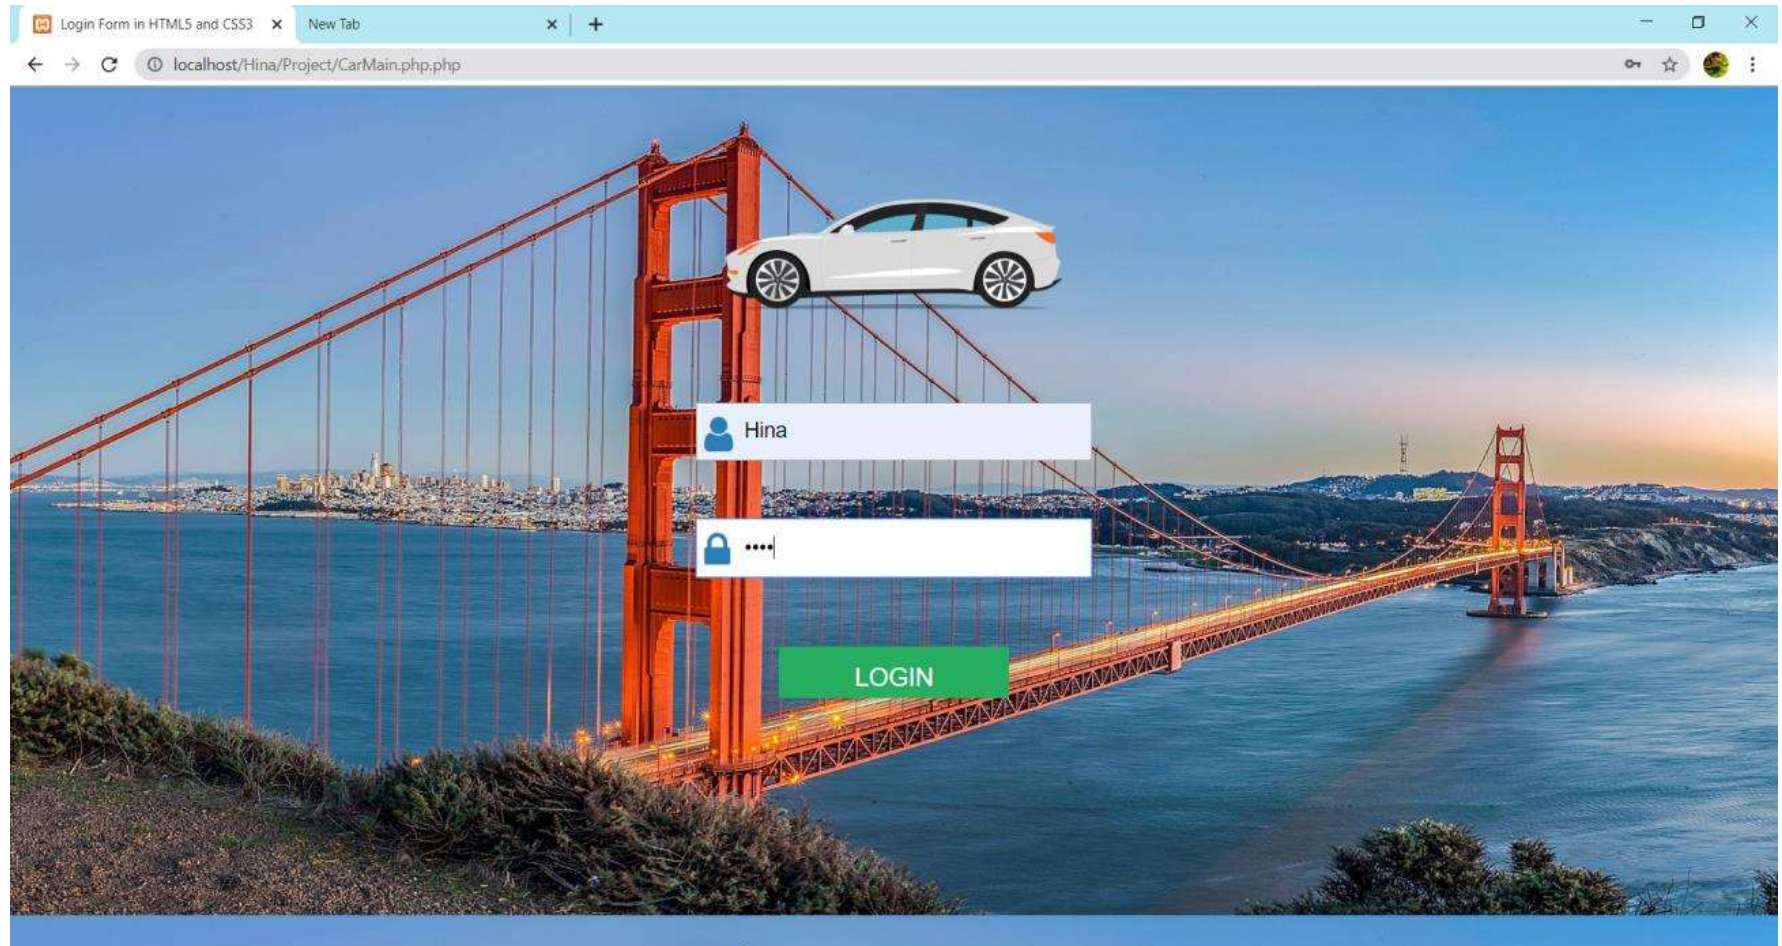 Login Form in HTML5 and CSS3
New Tab
localhost/Hina/Project/CarMain.php.php
Hina
••••
LOGIN